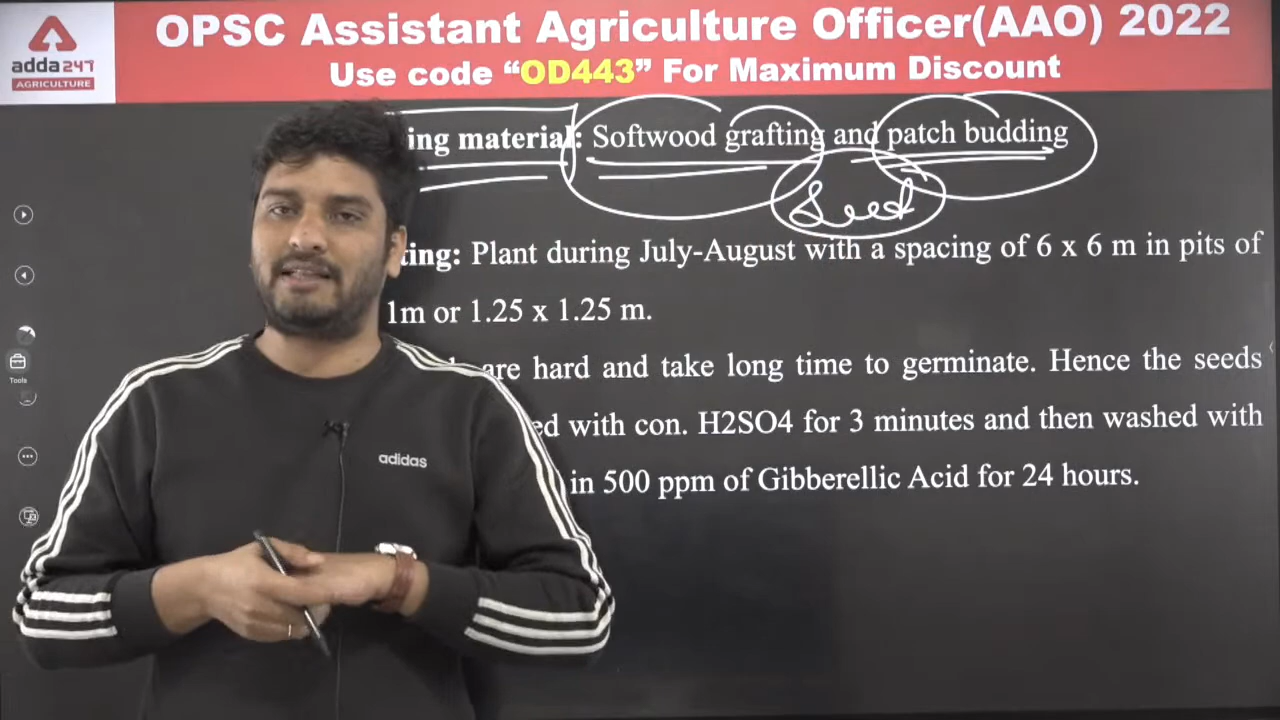 OPSC Assistant Agriculture Officer(AAO) 2022
adda247
AGRICULTURE
Use code “OD443” For Maximum Discount
ing material: Softwood grafting and patch budding
Seed
ting: Plant during July-August with a spacing of 6 x 6 m in pits of
1m or 1.25 x 1.25 m.
are hard and take long time to germinate. Hence the seeds
ed with con. H2SO4 for 3 minutes and then washed with
in 500 ppm of Gibberellic Acid for 24 hours.
Tools
adidas